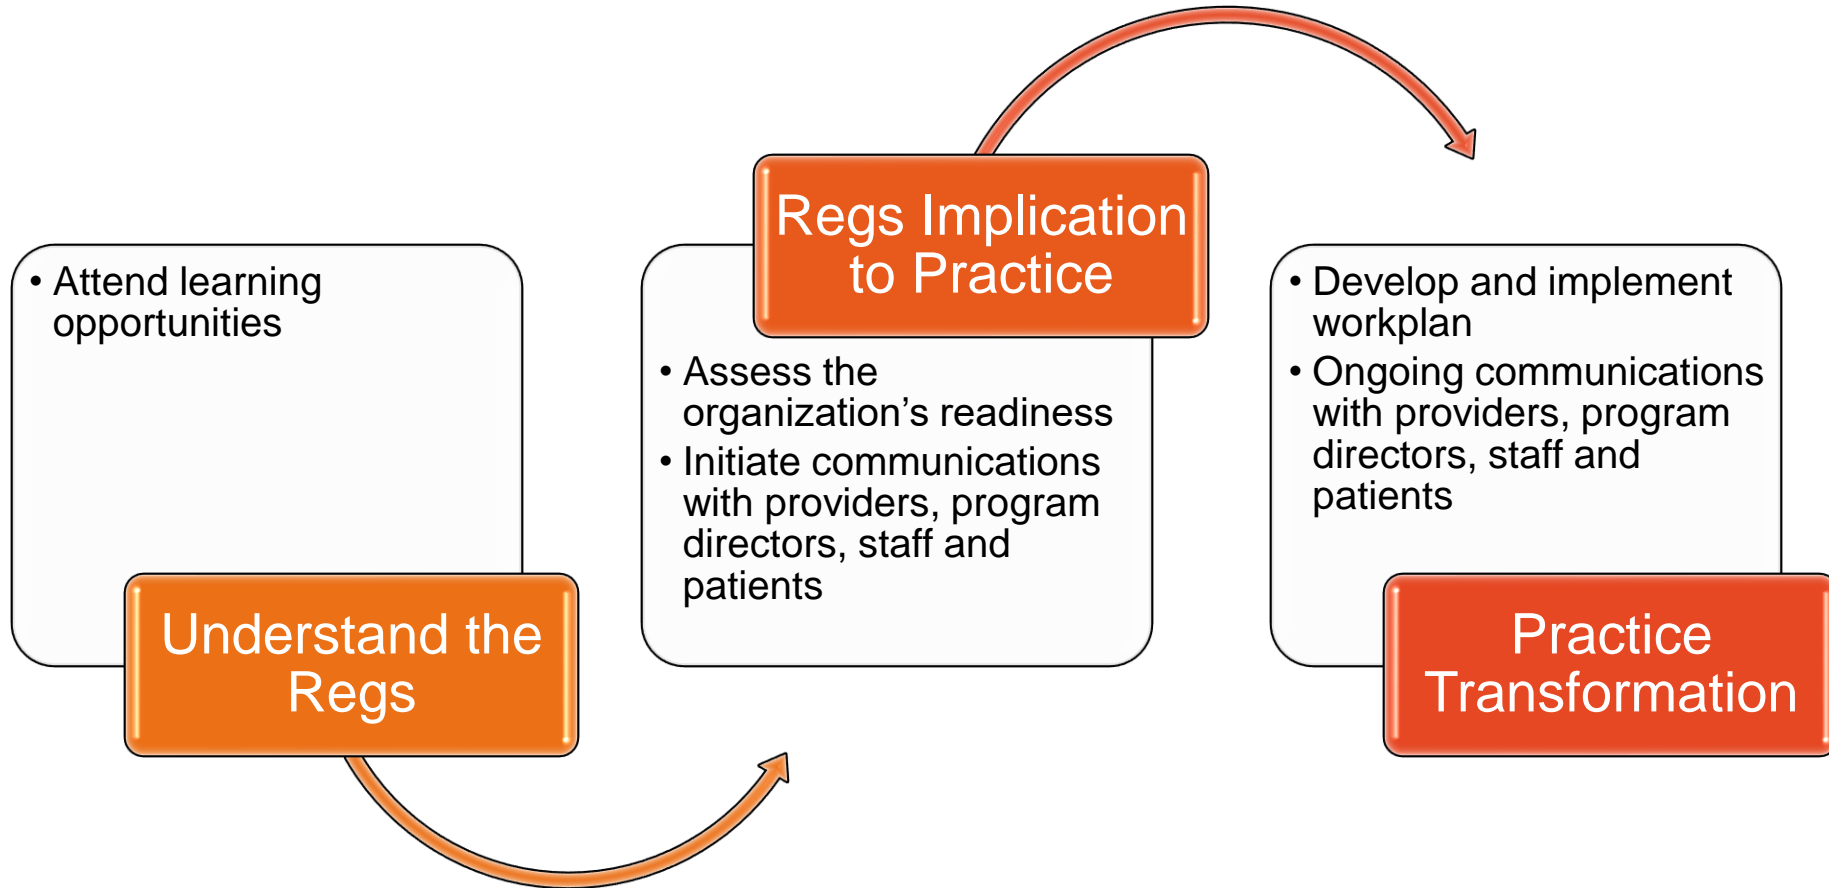 • Attend learning
opportunities
Understand the
Regs
Regs Implication
to Practice
• Assess the
organization’s readiness
• Initiate communications
with providers, program
directors, staff and
patients
• Develop and implement
workplan
• Ongoing communications
with providers, program
directors, staff and
patients
Practice
Transformation